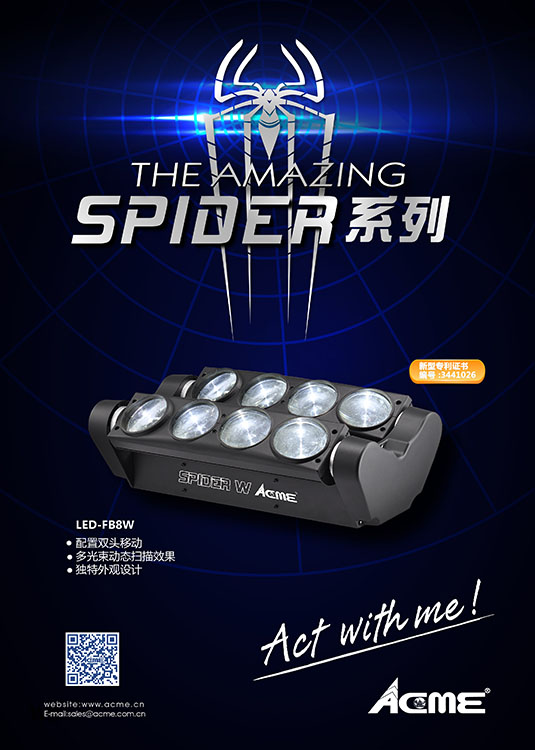 THE AMAZING
SPIDER系列
新型专利证书
编号:3441026
SPIDER W ACME
LED-FB8W
● 配置双头移动
● 多光束动态扫描效果
● 独特外观设计
Act with me!
ACME
ACME®
website:www.acme.cn
E-mail:sales@acme.com.cn